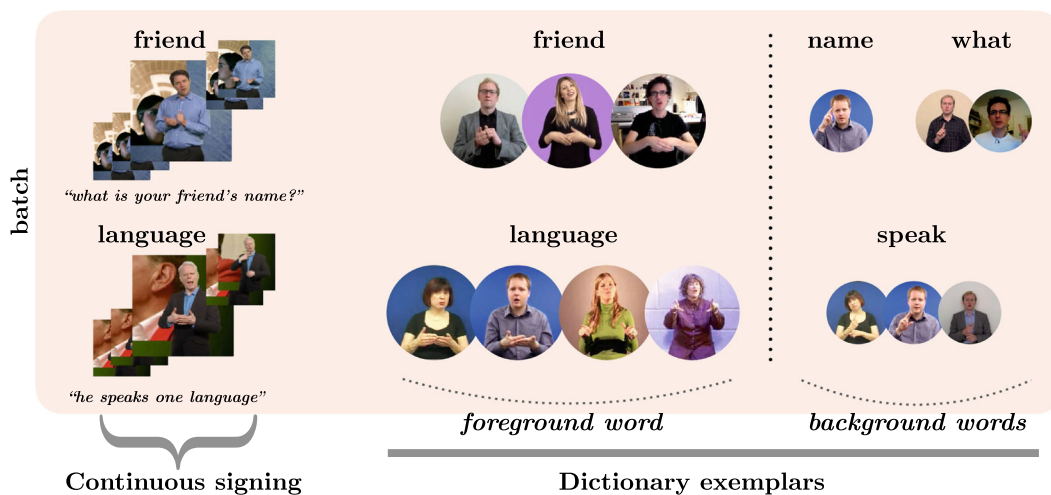 friend
friend
name
what
batch
“what is your friend's name?”
language
language
speak
“he speaks one language”
foreground word
background words
Continuous signing
Dictionary exemplars